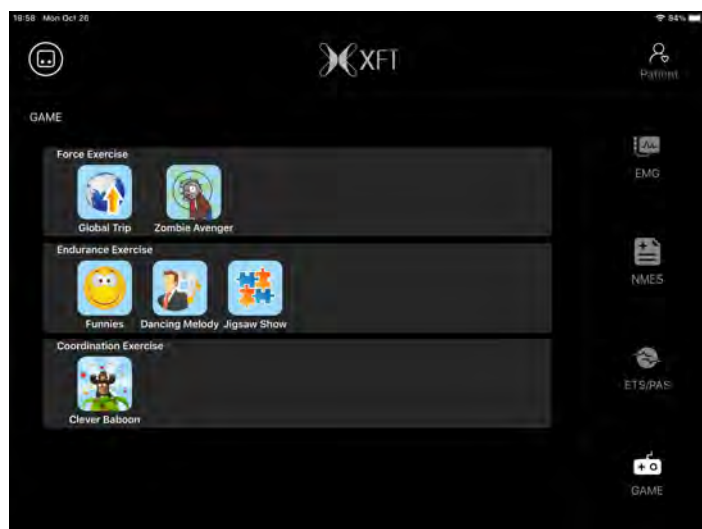 18:58 Mon Oct 26
84%
XFT
Patient
GAME
Force Exercise
Global Trip Zombie Avenger
Endurance Exercise
Funnies Dancing Melody Jigsaw Show
Coordination Exercise
Clever Baboon
EMG
NMES
ETS/PAS
GAME